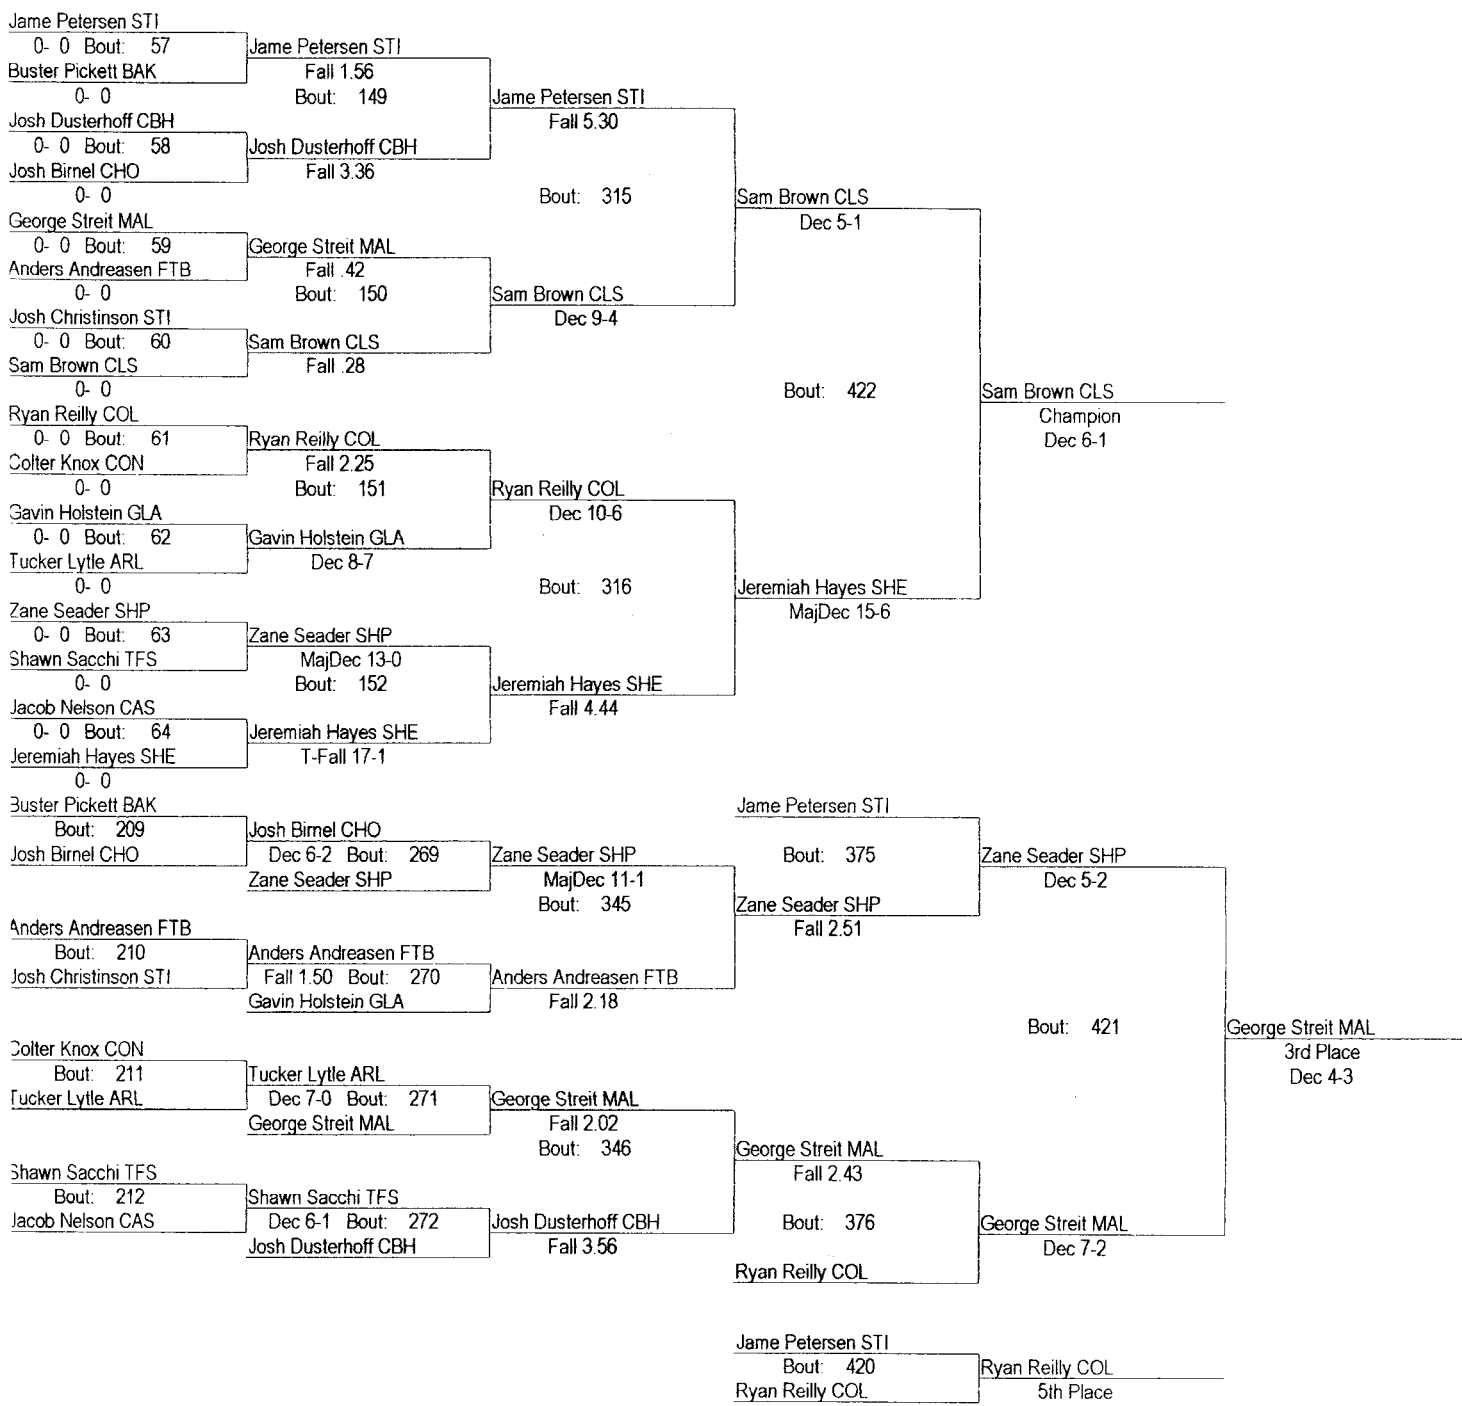 Jame Petersen STI
0- 0 Bout: 57
Jame Petersen STI
Buster Pickett BAK
Fall 1.56
0- 0
Bout: 149
Jame Petersen STI
Josh Dusterhoff CBH
Fall 5.30
0- 0 Bout: 58
Josh Dusterhoff CBH
Josh Birnel CHO
Fall 3.36
0- 0
Bout: 315
Sam Brown CLS
George Streit MAL
Dec 5-1
0- 0 Bout: 59
George Streit MAL
Anders Andreasen FTB
Fall .42
0- 0
Bout: 150
Sam Brown CLS
Josh Christinson STI
Dec 9-4
0- 0 Bout: 60
Sam Brown CLS
Sam Brown CLS
Fall .28
0- 0
Bout: 422
Sam Brown CLS
Ryan Reilly COL
Champion
0- 0 Bout: 61
Ryan Reilly COL
Dec 6-1
Colter Knox CON
Fall 2.25
0- 0
Bout: 151
Ryan Reilly COL
Gavin Holstein GLA
Dec 10-6
0- 0 Bout: 62
Gavin Holstein GLA
Tucker Lytle ARL
Dec 8-7
0- 0
Bout: 316
Jeremiah Hayes SHE
Zane Seader SHP
MajDec 15-6
0- 0 Bout: 63
Zane Seader SHP
Shawn Sacchi TFS
MajDec 13-0
0- 0
Bout: 152
Jeremiah Hayes SHE
Jacob Nelson CAS
Fall 4.44
0- 0 Bout: 64
Jeremiah Hayes SHE
Jeremiah Hayes SHE
T-Fall 17-1
0- 0
Buster Pickett BAK
Jame Petersen STI
Bout: 209
Josh Birnel CHO
Josh Birnel CHO
Dec 6-2 Bout: 269
Zane Seader SHP
Bout: 375
Zane Seader SHP
Zane Seader SHP
MajDec 11-1
Dec 5-2
Bout: 345
Zane Seader SHP
Anders Andreasen FTB
Fall 2.51
Bout: 210
Anders Andreasen FTB
Josh Christinson STI
Fall 1.50 Bout: 270
Anders Andreasen FTB
Gavin Holstein GLA
Fall 2.18
Bout: 421
George Streit MAL
Colter Knox CON
3rd Place
Bout: 211
Tucker Lytle ARL
Dec 4-3
Tucker Lytle ARL
Dec 7-0 Bout: 271
George Streit MAL
George Streit MAL
Fall 2.02
Bout: 346
George Streit MAL
Shawn Sacchi TFS
Fall 2.43
Bout: 212
Shawn Sacchi TFS
Jacob Nelson CAS
Dec 6-1 Bout: 272
Josh Dusterhoff CBH
Bout: 376
George Streit MAL
Josh Dusterhoff CBH
Fall 3.56
Dec 7-2
Ryan Reilly COL
Jame Petersen STI
Bout: 420
Ryan Reilly COL
Ryan Reilly COL
5th Place